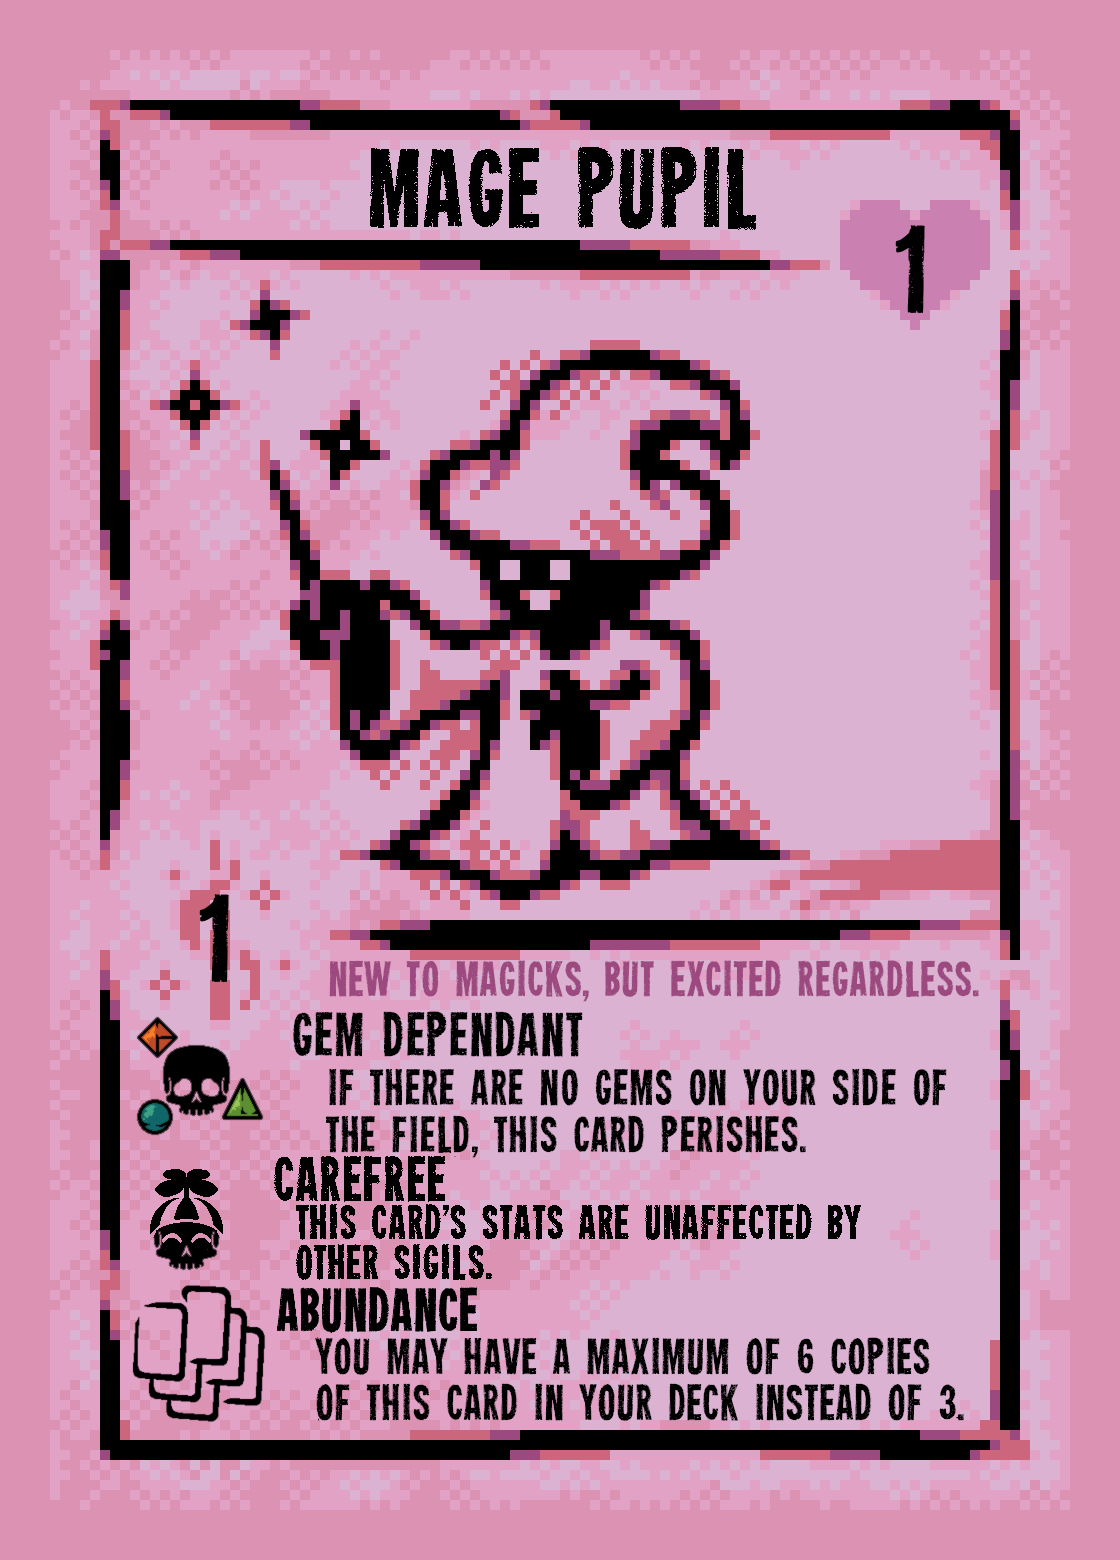 MAGE PUPIL
1
1
NEW TO MAGICKS, BUT EXCITED REGARDLESS.
GEM DEPENDANT
IF THERE ARE NO GEMS ON YOUR SIDE OF
THE FIELD, THIS CARD PERISHES.
CAREFREE
THIS CARD'S STATS ARE UNAFFECTED BY
OTHER SIGILS.
ABUNDANCE
YOU MAY HAVE A MAXIMUM OF 6 COPIES
OF THIS CARD IN YOUR DECK INSTEAD OF 3.